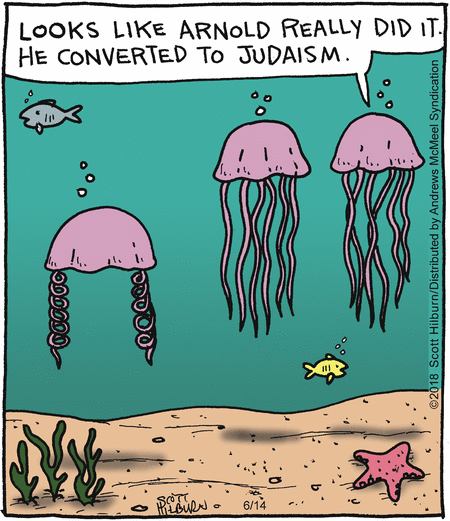 LOOKS LIKE ARNOLD REALLY DID IT.
HE CONVERTED TO JUDAISM.
©2018 Scott Hilburn/Distributed by Andrews McMeel Syndication
SCOTT
HILBURN
6/14